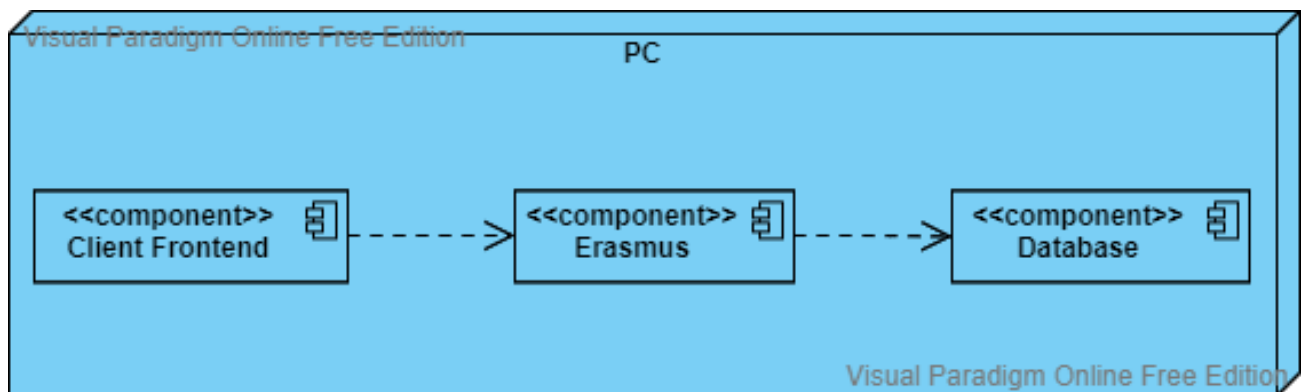 Visual Paradigm Online Free Edition
PC
<<component>>
Client Frontend
<<component>>
Erasmus
<<component>>
Database
Visual Paradigm Online Free Edition